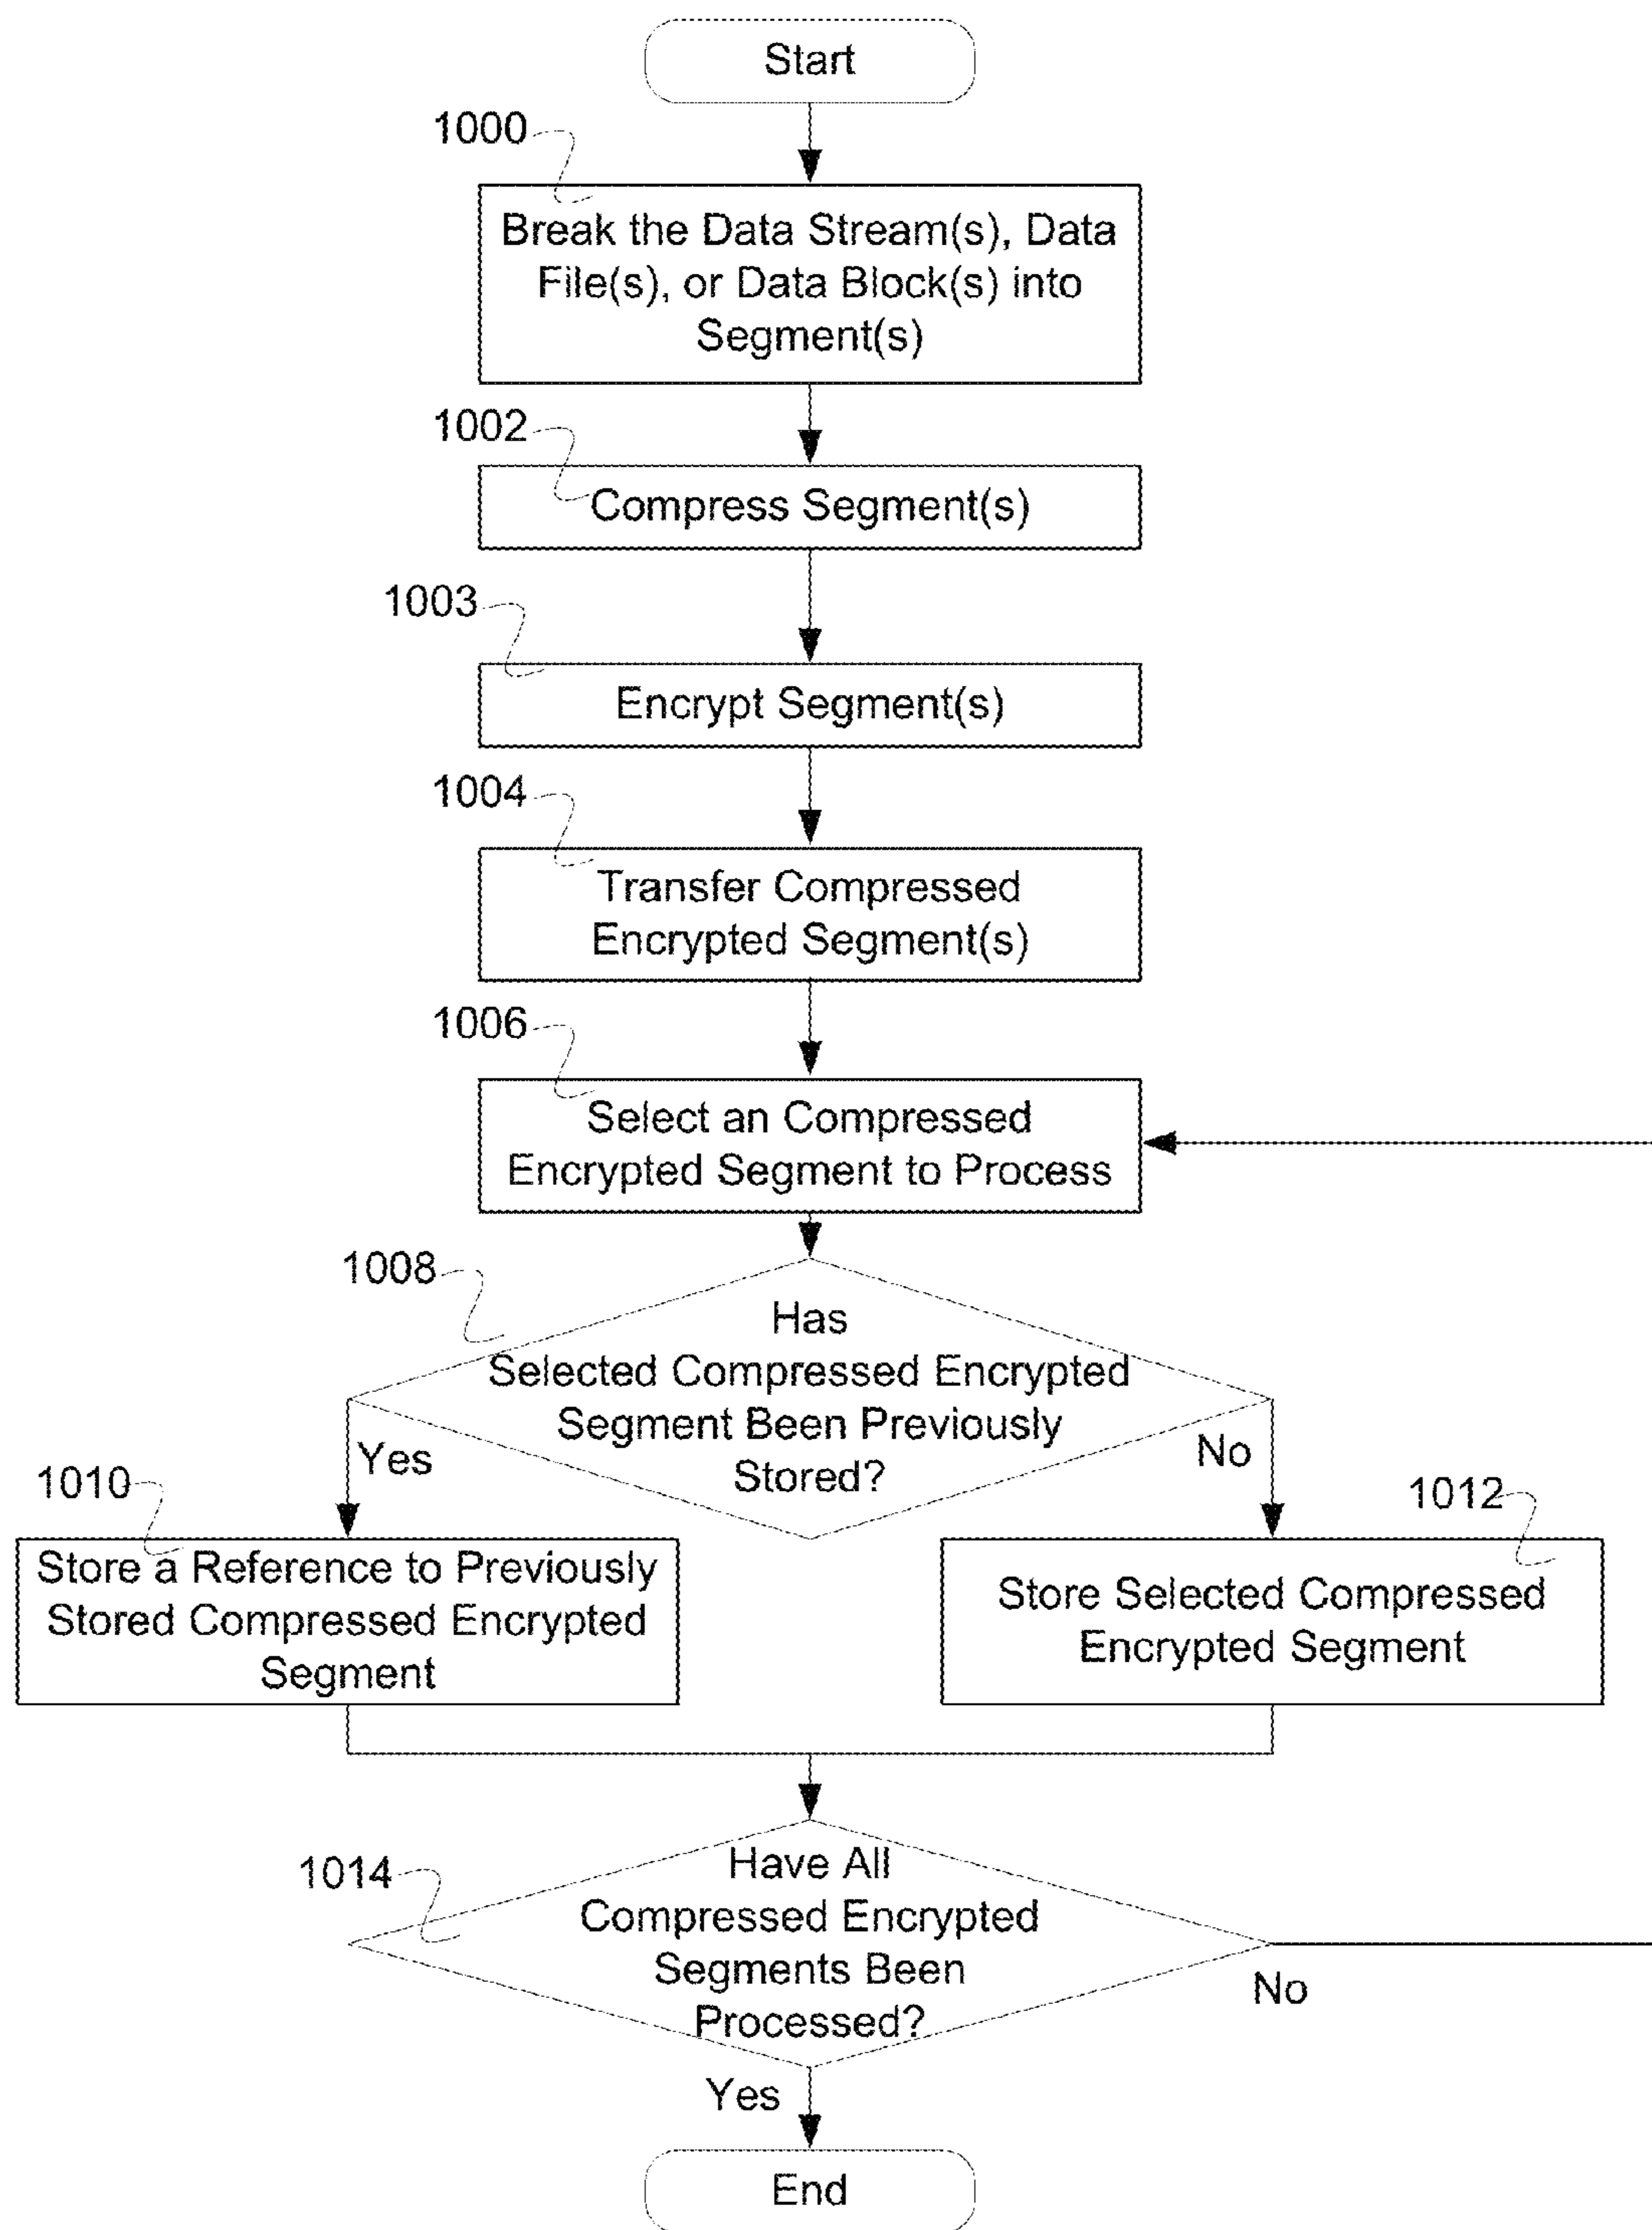 Start
1000
Break the Data Stream(s), Data
File(s), or Data Block(s) into
Segment(s)
1002
Compress Segment(s)
1003
Encrypt Segment(s)
1004
Transfer Compressed
Encrypted Segment(s)
1006
Select an Compressed
Encrypted Segment to Process
1008
Has
Selected Compressed Encrypted
Segment Been Previously
Stored?
Yes
No
1010
Store a Reference to Previously
Stored Compressed Encrypted
Segment
1012
Store Selected Compressed
Encrypted Segment
1014
Have All
Compressed Encrypted
Segments Been
Processed?
No
Yes
End